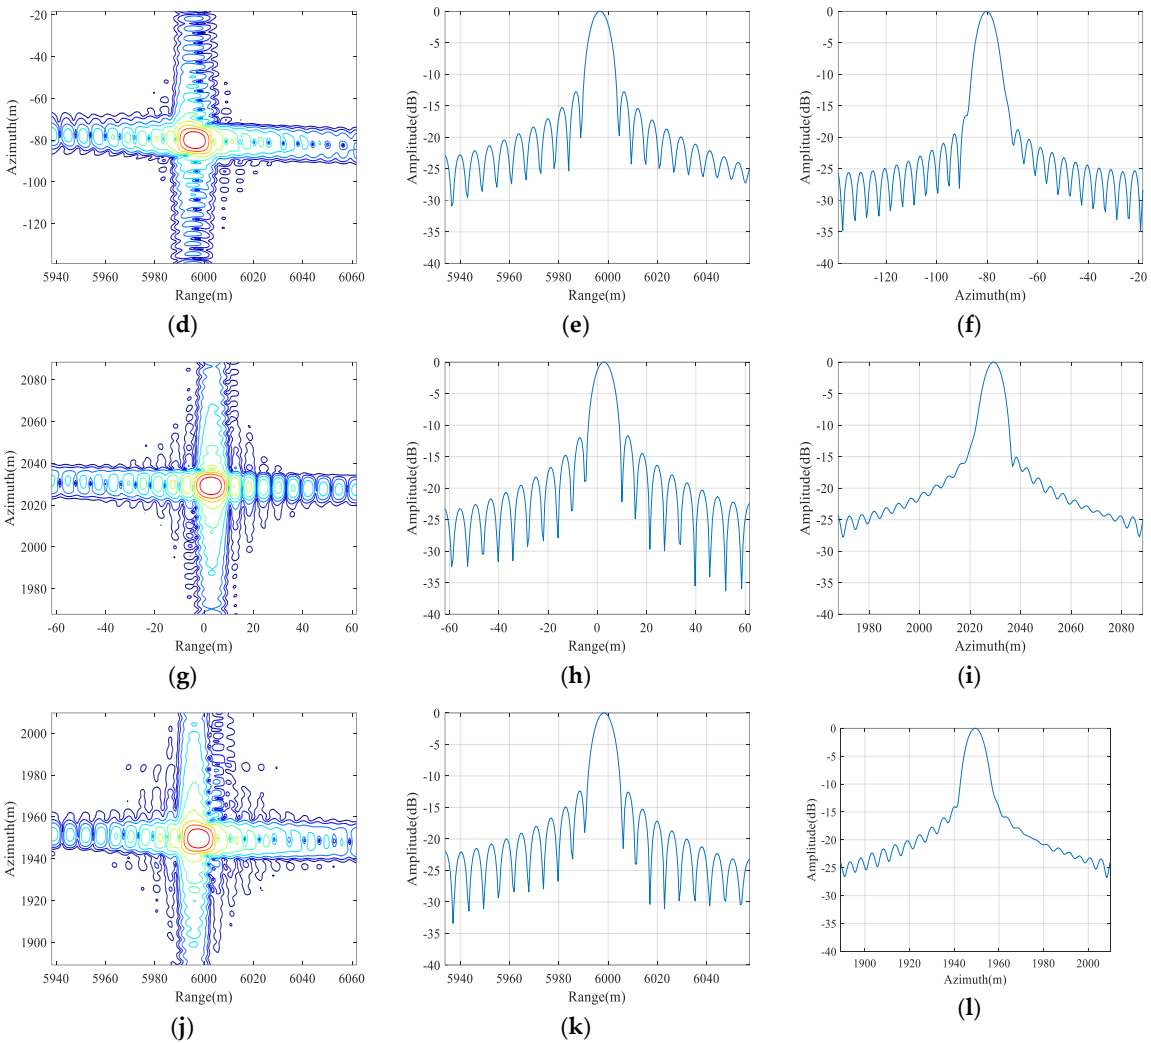 -20
-40
-60
-80
-100
-120
Azimuth(m)
5940 5960 5980 6000 6020 6040 6060
Range(m)
(d)
0
-5
-10
-15
-20
-25
-30
-35
-40
Amplitude(dB)
5940 5960 5980 6000 6020 6040
Range(m)
(e)
0
-5
-10
-15
-20
-25
-30
-35
-40
Amplitude(dB)
-120 -100 -80 -60 -40 -20
Azimuth(m)
(f)
2080
2060
2040
2020
2000
1980
Azimuth(m)
-60 -40 -20 0 20 40 60
Range(m)
(g)
0
-5
-10
-15
-20
-25
-30
-35
-40
Amplitude(dB)
-60 -40 -20 0 20 40 60
Range(m)
(h)
0
-5
-10
-15
-20
-25
-30
-35
-40
Amplitude(dB)
1980 2000 2020 2040 2060 2080
Azimuth(m)
(i)
2000
1980
1960
1940
1920
1900
Azimuth(m)
5940 5960 5980 6000 6020 6040 6060
Range(m)
(j)
0
-5
-10
-15
-20
-25
-30
-35
-40
Amplitude(dB)
5940 5960 5980 6000 6020 6040
Range(m)
(k)
0
-5
-10
-15
-20
-25
-30
-35
-40
Amplitude(dB)
1900 1920 1940 1960 1980 2000
Azimuth(m)
(l)